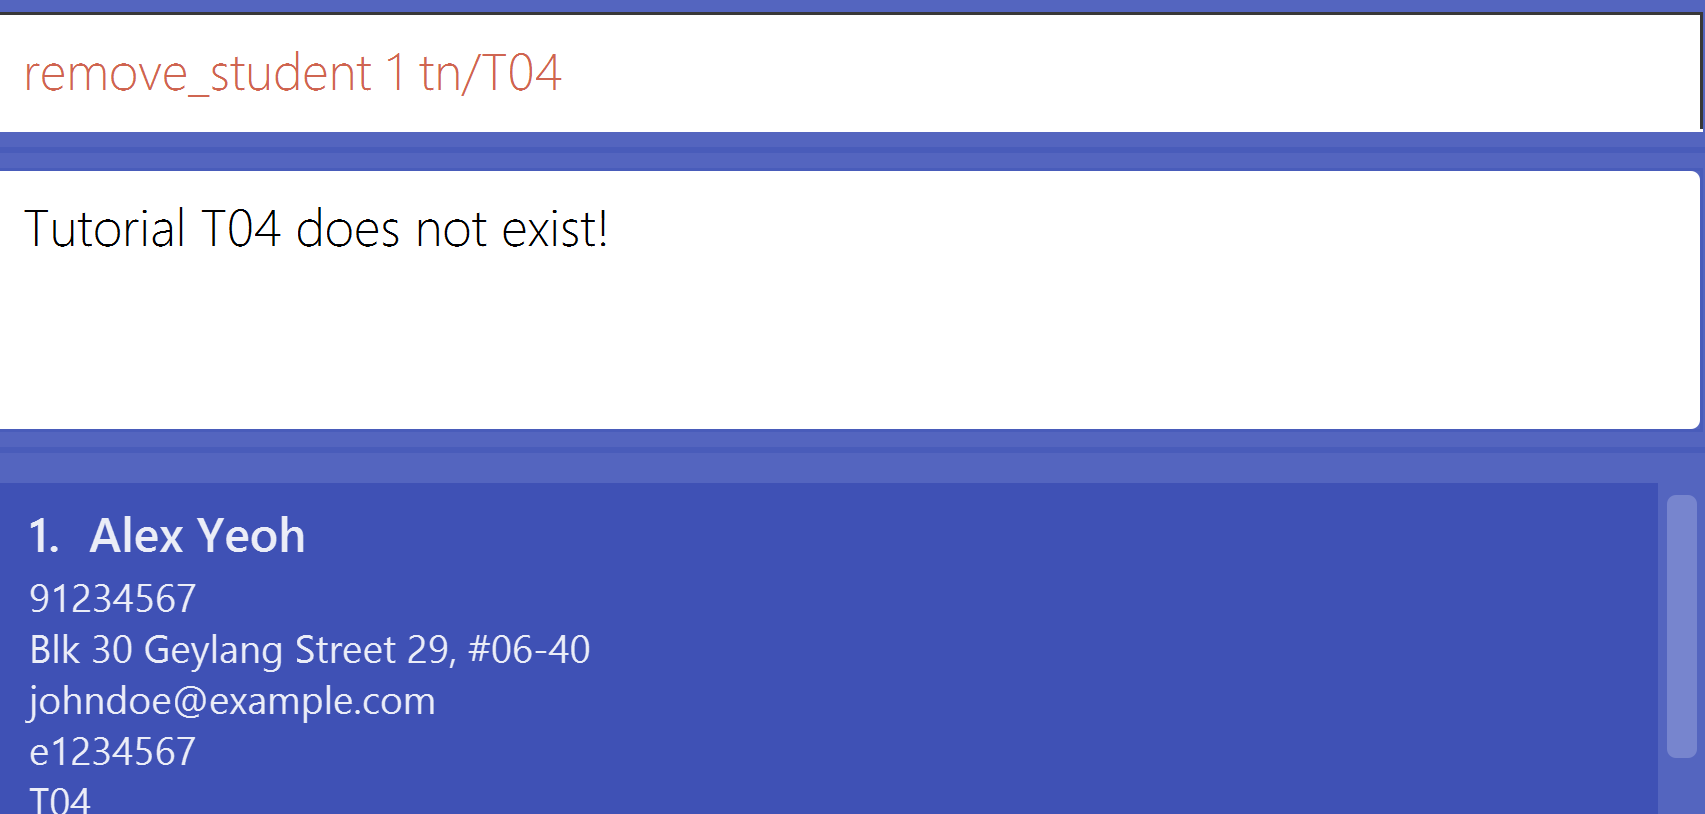 remove_student 1 tn/T04
Tutorial T04 does not exist!
1. Alex Yeoh
91234567
Blk 30 Geylang Street 29, #06-40
johndoe@example.com
e1234567
T04